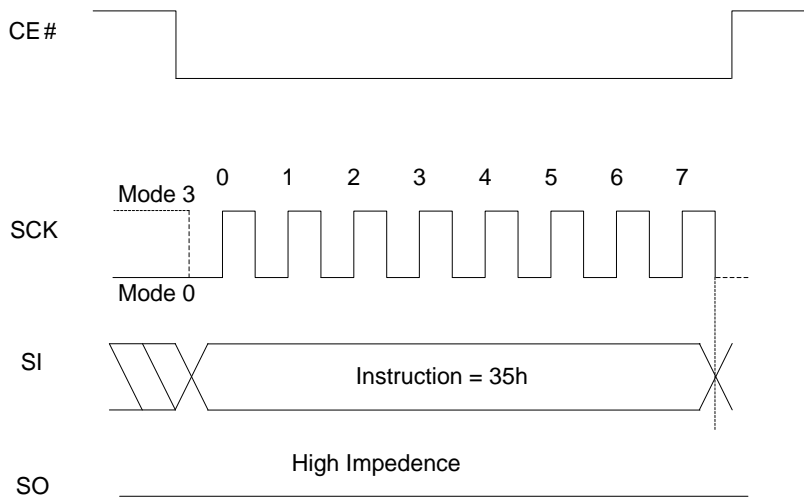 CE#
0 1 2 3 4 5 6 7
Mode 3
SCK
Mode 0
SI
Instruction = 35h
High Impedence
SO